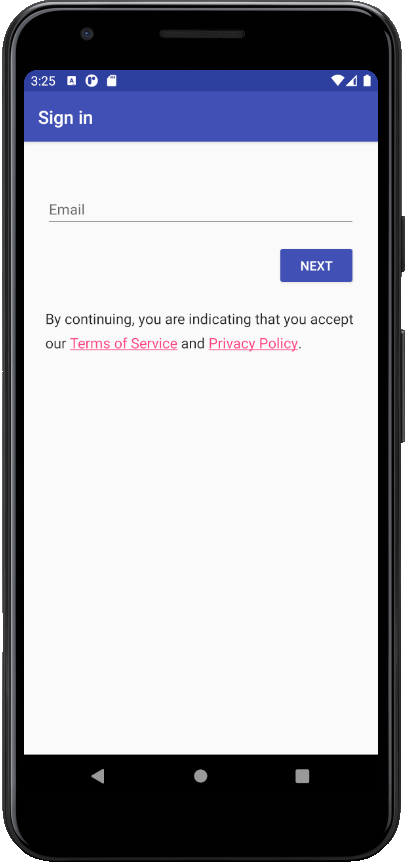 3:25
Sign in
Email
NEXT
By continuing, you are indicating that you accept
our Terms of Service and Privacy Policy.